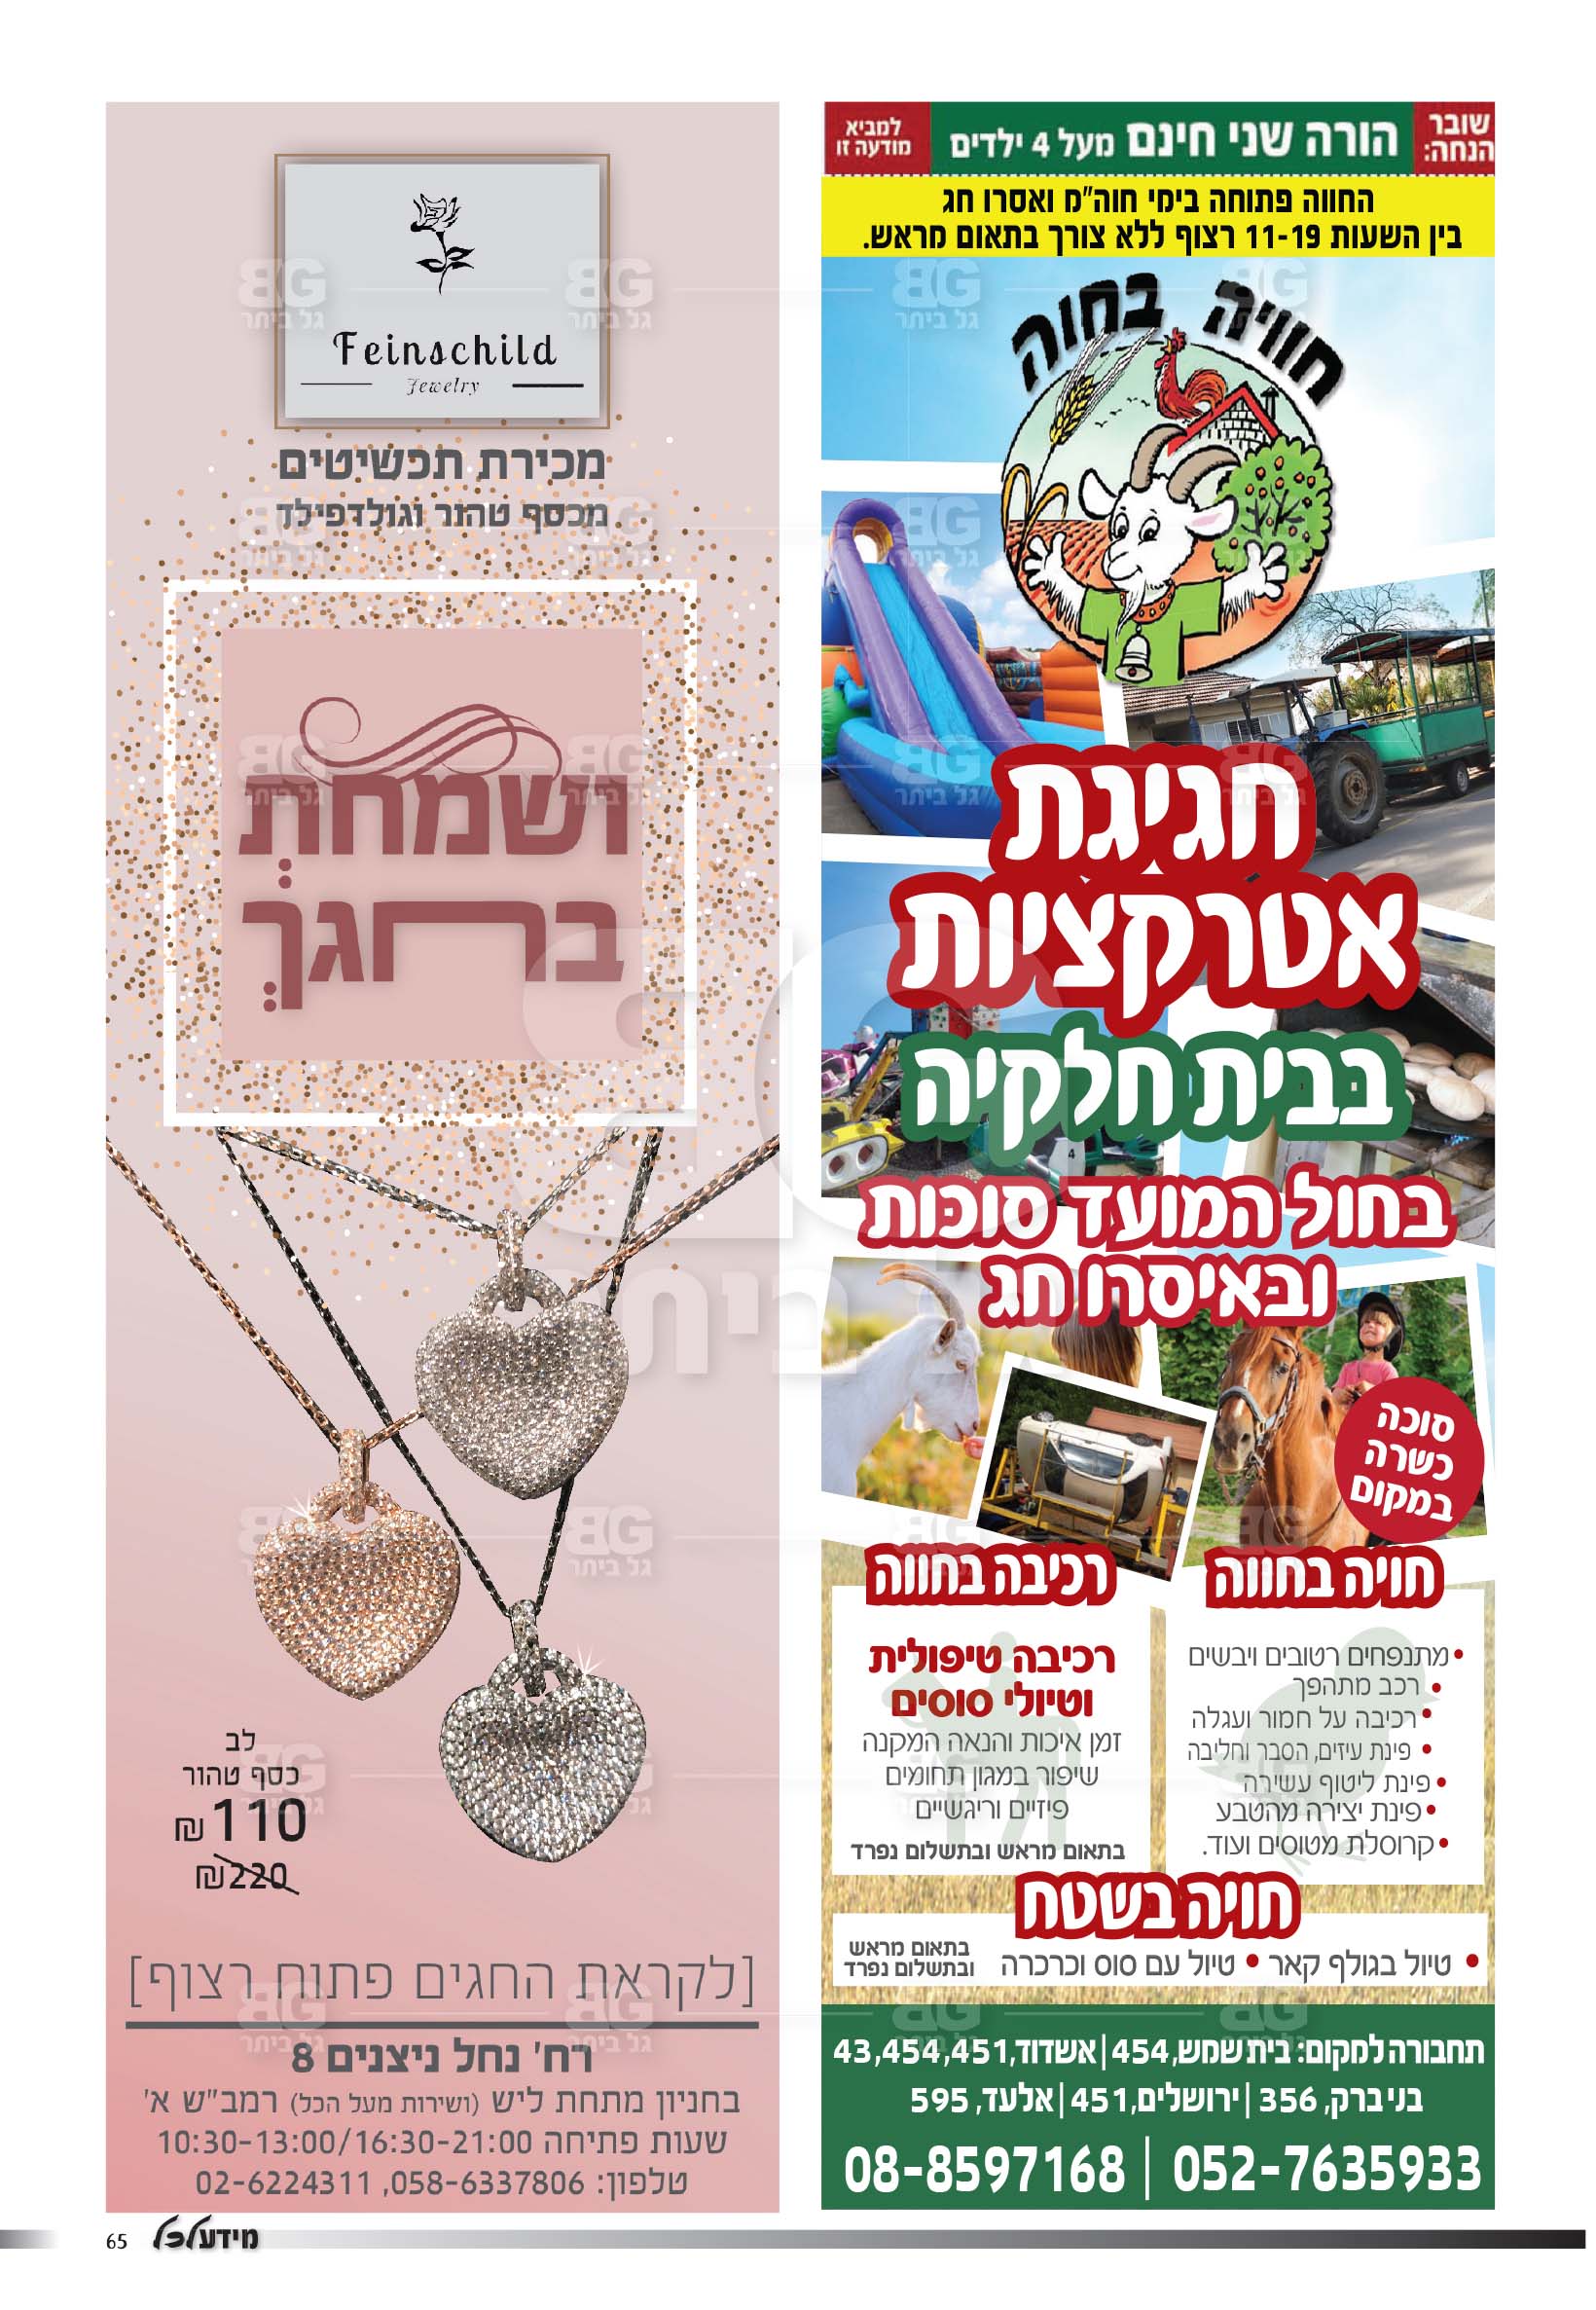 שובר
הנחה:
הורה שני חינם מעל 4 ילדים
למביא
מודעה זו
החווה פתוחה בימי חוה"מ ואסרו חג
בין השעות 11-19 רצוף ללא צורך בתאום מראש.
חוויה בחוה
חגיגת
אטרקציות
בבית חלקיה
בחול המועד סוכות
ובאיסרו חג
סוכה
כשרה
במקום
חויה בחווה
•מתנפחים רטובים ויבשים
• רכב מתהפך
•רכיבה על חמור ועגלה
• פינת עיזים, הסבר וחליבה
•פינת ליטוף עשירה
•פינת יצירה מהטבע
•קרוסלת מטוסים ועוד.
רכיבה בחווה
רכיבה טיפולית
וטיולי סוסים
זמן איכות והנאה המקנה
שיפור במגון תחומים
פיזיים וריגשיים
בתאום מראש ובתשלום נפרד
חויה בשטח
• טיול בגולף קאר • טיול עם סוס וכרכרה
בתאום מראש
ובתשלום נפרד
תחבורה למקום: בית שמש, 454 | אשדוד, 43,454,451
בני ברק, 356 | ירושלים, 451 | אלעד, 595
08-8597168 | 052-7635933
Feinschild
Jewelry
מכירת תכשיטים
מכסף טהור וגולדפילד
ושמחתְ
בחגךָ
לב
כסף טהור
110 ₪
220 ₪
[לקראת החגים פתוח רצוף]
רח' נחל ניצנים 8
בחניון מתחת ליש (ושירות מעל הכל) רמב"ש א'
שעות פתיחה 10:30-13:00/16:30-21:00
טלפון: 058-6337806, 02-6224311
65 מידע לכל
BG
גל ביתר